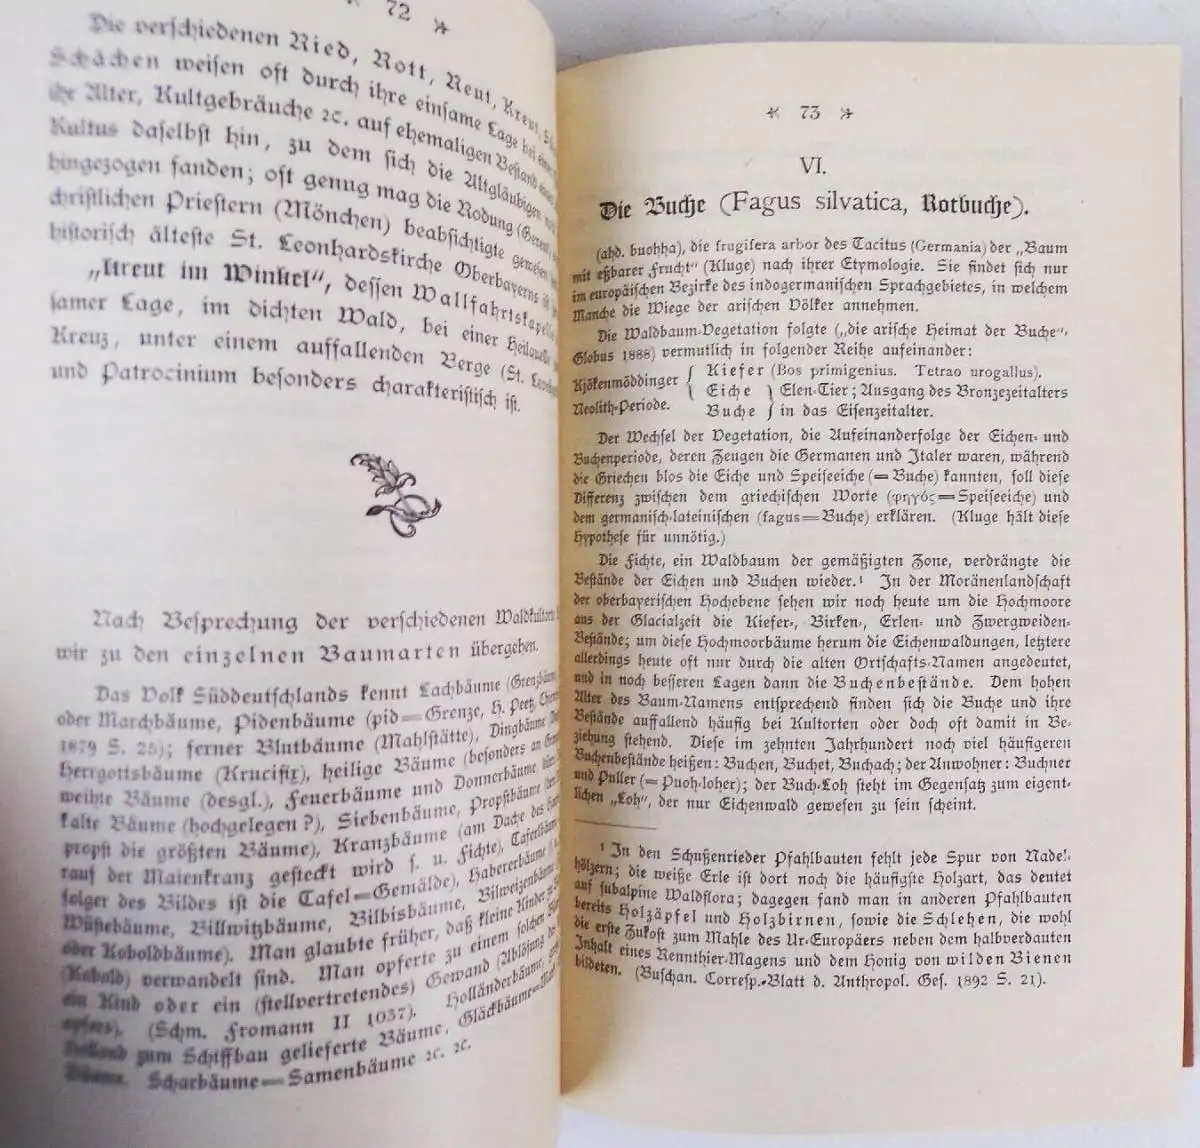 72
Die verschiedenen Ried, Rott, Reut, Kreut,
Schachen weisen oft durch ihre einsame Lage bei
ihr Alter, Kultgebräuche ꝛc. auf ehemaligen Bestand
Kultus daselbst hin, zu dem sich die Altgläubigen
hingezogen fanden; oft genug mag die Rodung
christlichen Priestern (Mönchen) beabsichtigte gewesen
historisch älteste St. Leonhardskirche Oberbayerns ist
„Kreut im Winkel“, dessen Wallfahrtskapelle
samer Lage, im dichten Wald, bei einer Heilquelle
Kreuz, unter einem auffallenden Berge (St. Leonhard
und Patrocinium besonders charakteristisch ist.
Nach Besprechung der verschiedenen Waldkulturen
wir zu den einzelnen Baumarten übergehen.
Das Volk Süddeutschlands kennt Lachbäume (Grenzbäume)
oder Marchbäume, Pidenbäume (pid=Grenze, H. Peetz,
1879 S. 25); ferner Blutbäume (Mahlstätte), Dingbäume
Herrgottsbäume (Krucifix), heilige Bäume (besonders an
weihte Bäume (desgl.), Feuerbäume und Donnerbäume,
kalte Bäume (hochgelegen?), Siebenbäume, Propstbäume
propst die größten Bäume), Kranzbäume (am Dache des
rauf der Maienkranz gesteckt wird s. u. Fichte), Taferlbäume
folger des Bildes ist die Tafel=Gemälde), Habererbäume
Wüstebäume, Billwitzbäume, Bilbisbäume, Bilweizenbäume
oder Koboldbäume). Man glaubte früher, daß kleine Kinder
(Kobold) verwandelt sind. Man opferte zu einem solchen
ein Kind oder ein (stellvertretendes) Gewand (Ablösung des
opfers). (Schm. Fromann II 1037). Holländerbäume,
Holland zum Schiffbau gelieferte Bäume, Gläckbäume=
Bäume. Scharbäume=Samenbäume ꝛc. ꝛc.
73
VI.
Die Buche (Fagus silvatica, Rotbuche).
(ahd. buohha), die frugifera arbor des Tacitus (Germania) der „Baum
mit eßbarer Frucht“ (Kluge) nach ihrer Etymologie. Sie findet sich nur
im europäischen Bezirke des indogermanischen Sprachgebietes, in welchem
Manche die Wiege der arischen Völker annehmen.
Die Waldbaum-Vegetation folgte („die arische Heimat der Buche“,
Globus 1888) vermutlich in folgender Reihe aufeinander:
Kiefer (Bos primigenius. Tetrao urogallus).
Kjökenmöddinger { Eiche } Elen-Tier; Ausgang des Bronzezeitalters
Neolith-Periode. Buche in das Eisenzeitalter.
Der Wechsel der Vegetation, die Aufeinanderfolge der Eichen- und
Buchenperiode, deren Zeugen die Germanen und Italer waren, während
die Griechen blos die Eiche und Speiseeiche (=Buche) kannten, soll diese
Differenz zwischen dem griechischen Worte (φηγός=Speiseeiche) und
dem germanisch-lateinischen (fagus=Buche) erklären. (Kluge hält diese
Hypothese für unnötig.)
Die Fichte, ein Waldbaum der gemäßigten Zone, verdrängte die
Bestände der Eichen und Buchen wieder.¹ In der Moränenlandschaft
der oberbayerischen Hochebene sehen wir noch heute um die Hochmoore
aus der Glacialzeit die Kiefer-, Birken-, Erlen- und Zwergweiden-
Bestände; um diese Hochmoorbäume herum die Eichenwaldungen, letztere
allerdings heute oft nur durch die alten Ortschafts-Namen angedeutet,
und in noch besseren Lagen dann die Buchenbestände. Dem hohen
Alter des Baum-Namens entsprechend finden sich die Buche und ihre
Bestände auffallend häufig bei Kultorten oder doch oft damit in Be-
ziehung stehend. Diese im zehnten Jahrhundert noch viel häufigeren
Buchenbestände heißen: Buchen, Buchet, Buchach; der Anwohner: Buchner
und Puller (=Puoh-loher); der Buch-Loh steht im Gegensatz zum eigent-
lichen „Loh“, der nur Eichenwald gewesen zu sein scheint.
¹ In den Schußenrieder Pfahlbauten fehlt jede Spur von Nadel-
hölzern; die weiße Erle ist dort noch die häufigste Holzart, das deutet
auf subalpine Waldflora; dagegen fand man in anderen Pfahlbauten
bereits Holzäpfel und Holzbirnen, sowie die Schlehen, die wohl
die erste Zukost zum Mahle des Ur-Europäers neben dem halbverdauten
Inhalt eines Rennthier-Magens und dem Honig von wilden Bienen
bildeten. (Buschan. Corresp.-Blatt d. Anthropol. Ges. 1892 S. 21).